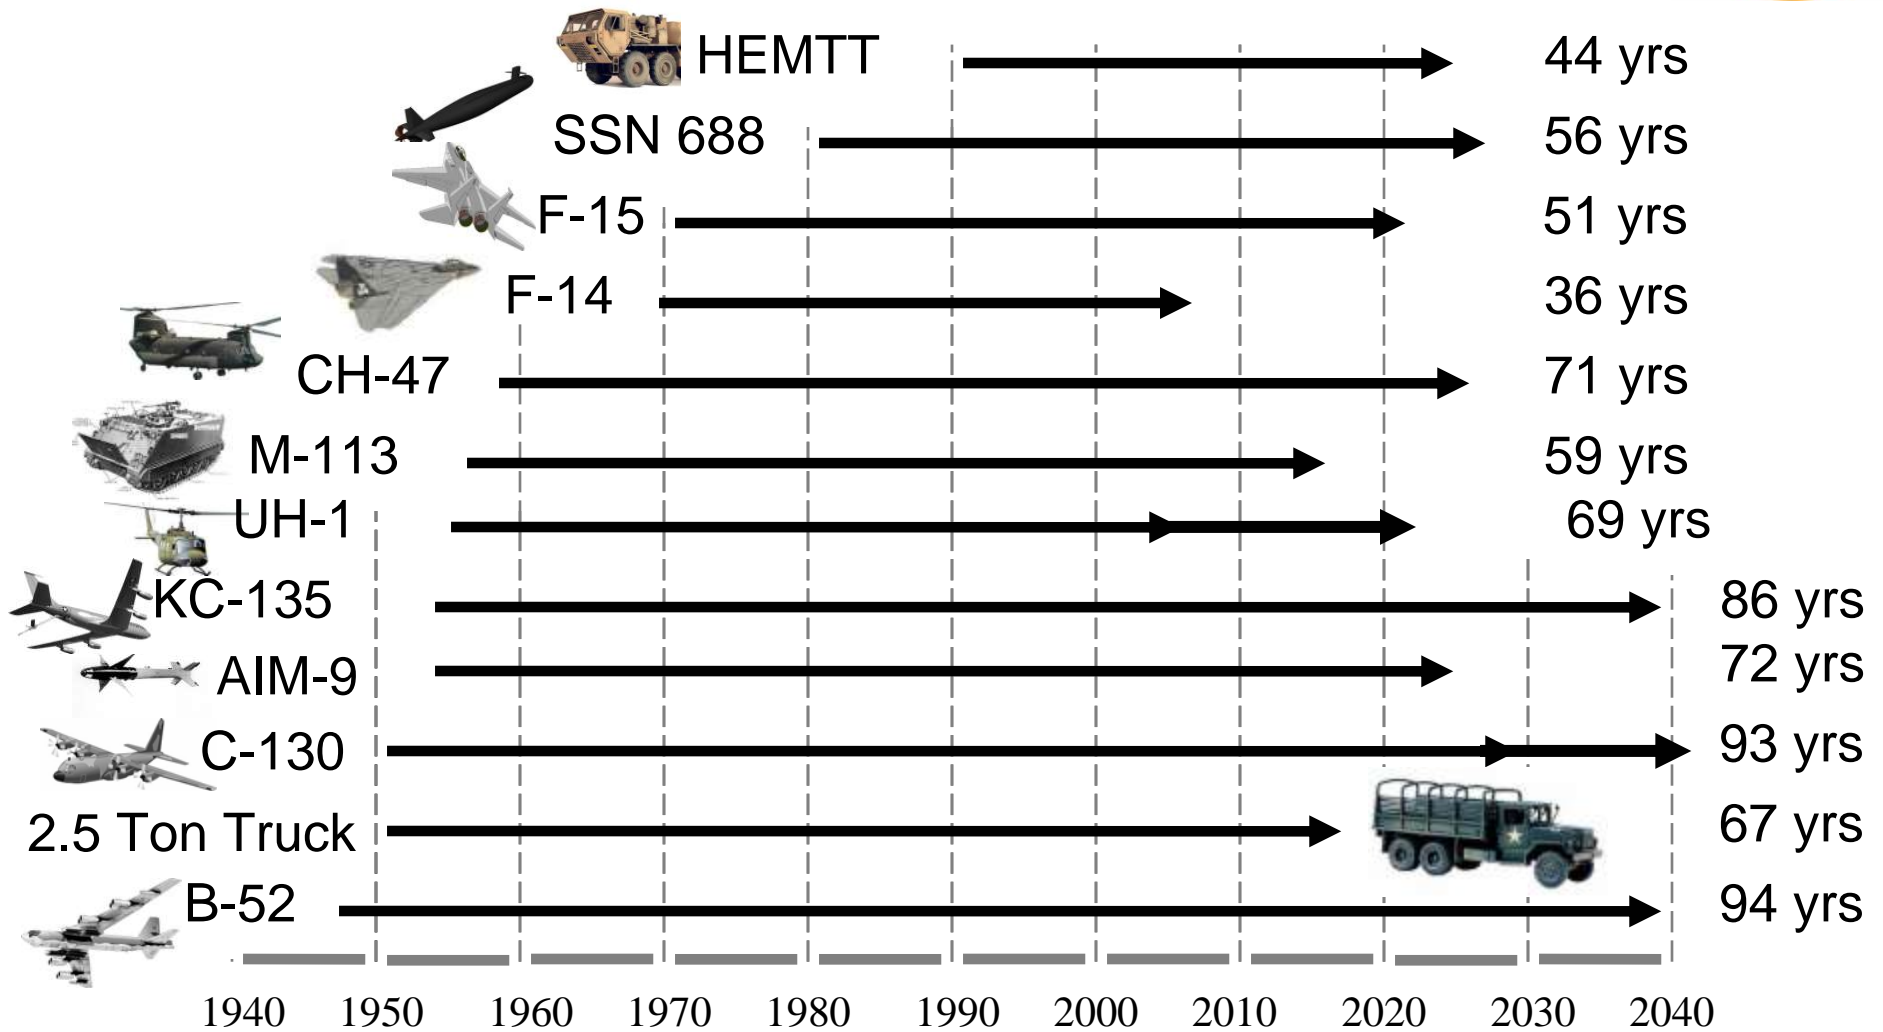 HEMTT 44 yrs
SSN 688 56 yrs
F-15 51 yrs
F-14 36 yrs
CH-47 71 yrs
M-113 59 yrs
UH-1 69 yrs
KC-135 86 yrs
AIM-9 72 yrs
C-130 93 yrs
2.5 Ton Truck 67 yrs
B-52 94 yrs
1940 1950 1960 1970 1980 1990 2000 2010 2020 2030 2040